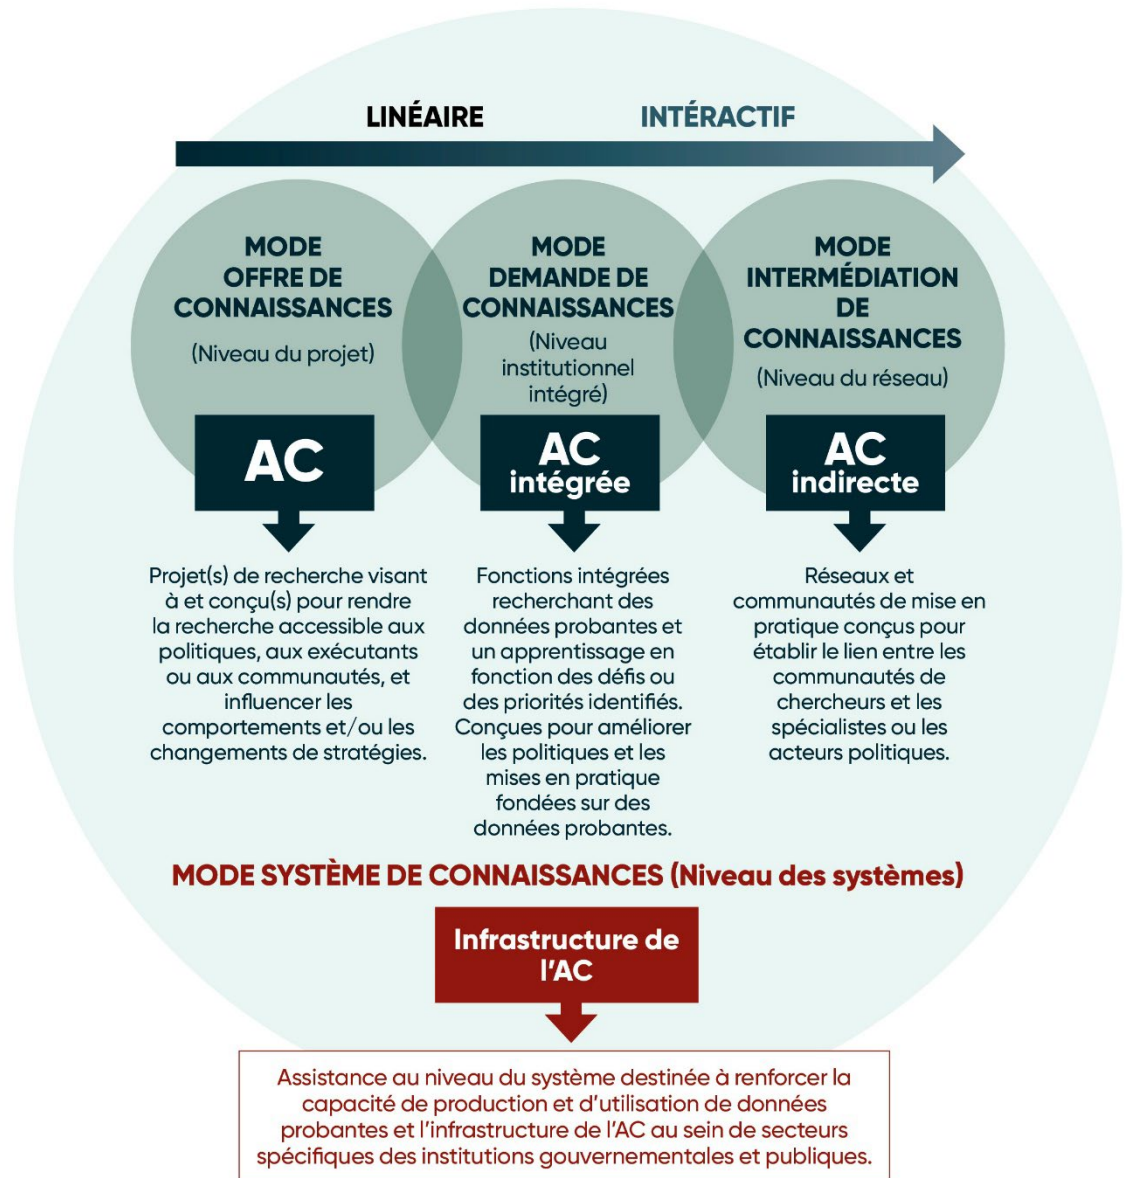 LINÉAIRE
INTÉRACTIF
MODE
OFFRE DE
CONNAISSANCES
(Niveau du projet)
AC
Projet(s) de recherche visant
à et conçu(s) pour rendre
la recherche accessible aux
politiques, aux exécutants
ou aux communautés, et
influencer les
comportements et/ou les
changements de stratégies.
MODE
DEMANDE DE
CONNAISSANCES
(Niveau
institutionnel
intégré)
AC
intégrée
Fonctions intégrées
recherchant des
données probantes et
un apprentissage en
fonction des défis ou
des priorités identifiés.
Conçues pour améliorer
les politiques et les
mises en pratique
fondées sur des
données probantes.
MODE
INTERMÉDIATION
DE
CONNAISSANCES
(Niveau du réseau)
AC
indirecte
Réseaux et
communautés de mise en
pratique conçus pour
établir le lien entre les
communautés de
chercheurs et les
spécialistes ou les
acteurs politiques.
MODE SYSTÈME DE CONNAISSANCES (Niveau des systèmes)
Infrastructure de
l'AC
Assistance au niveau du système destinée à renforcer la
capacité de production et d'utilisation de données
probantes et l'infrastructure de l'AC au sein de secteurs
spécifiques des institutions gouvernementales et publiques.